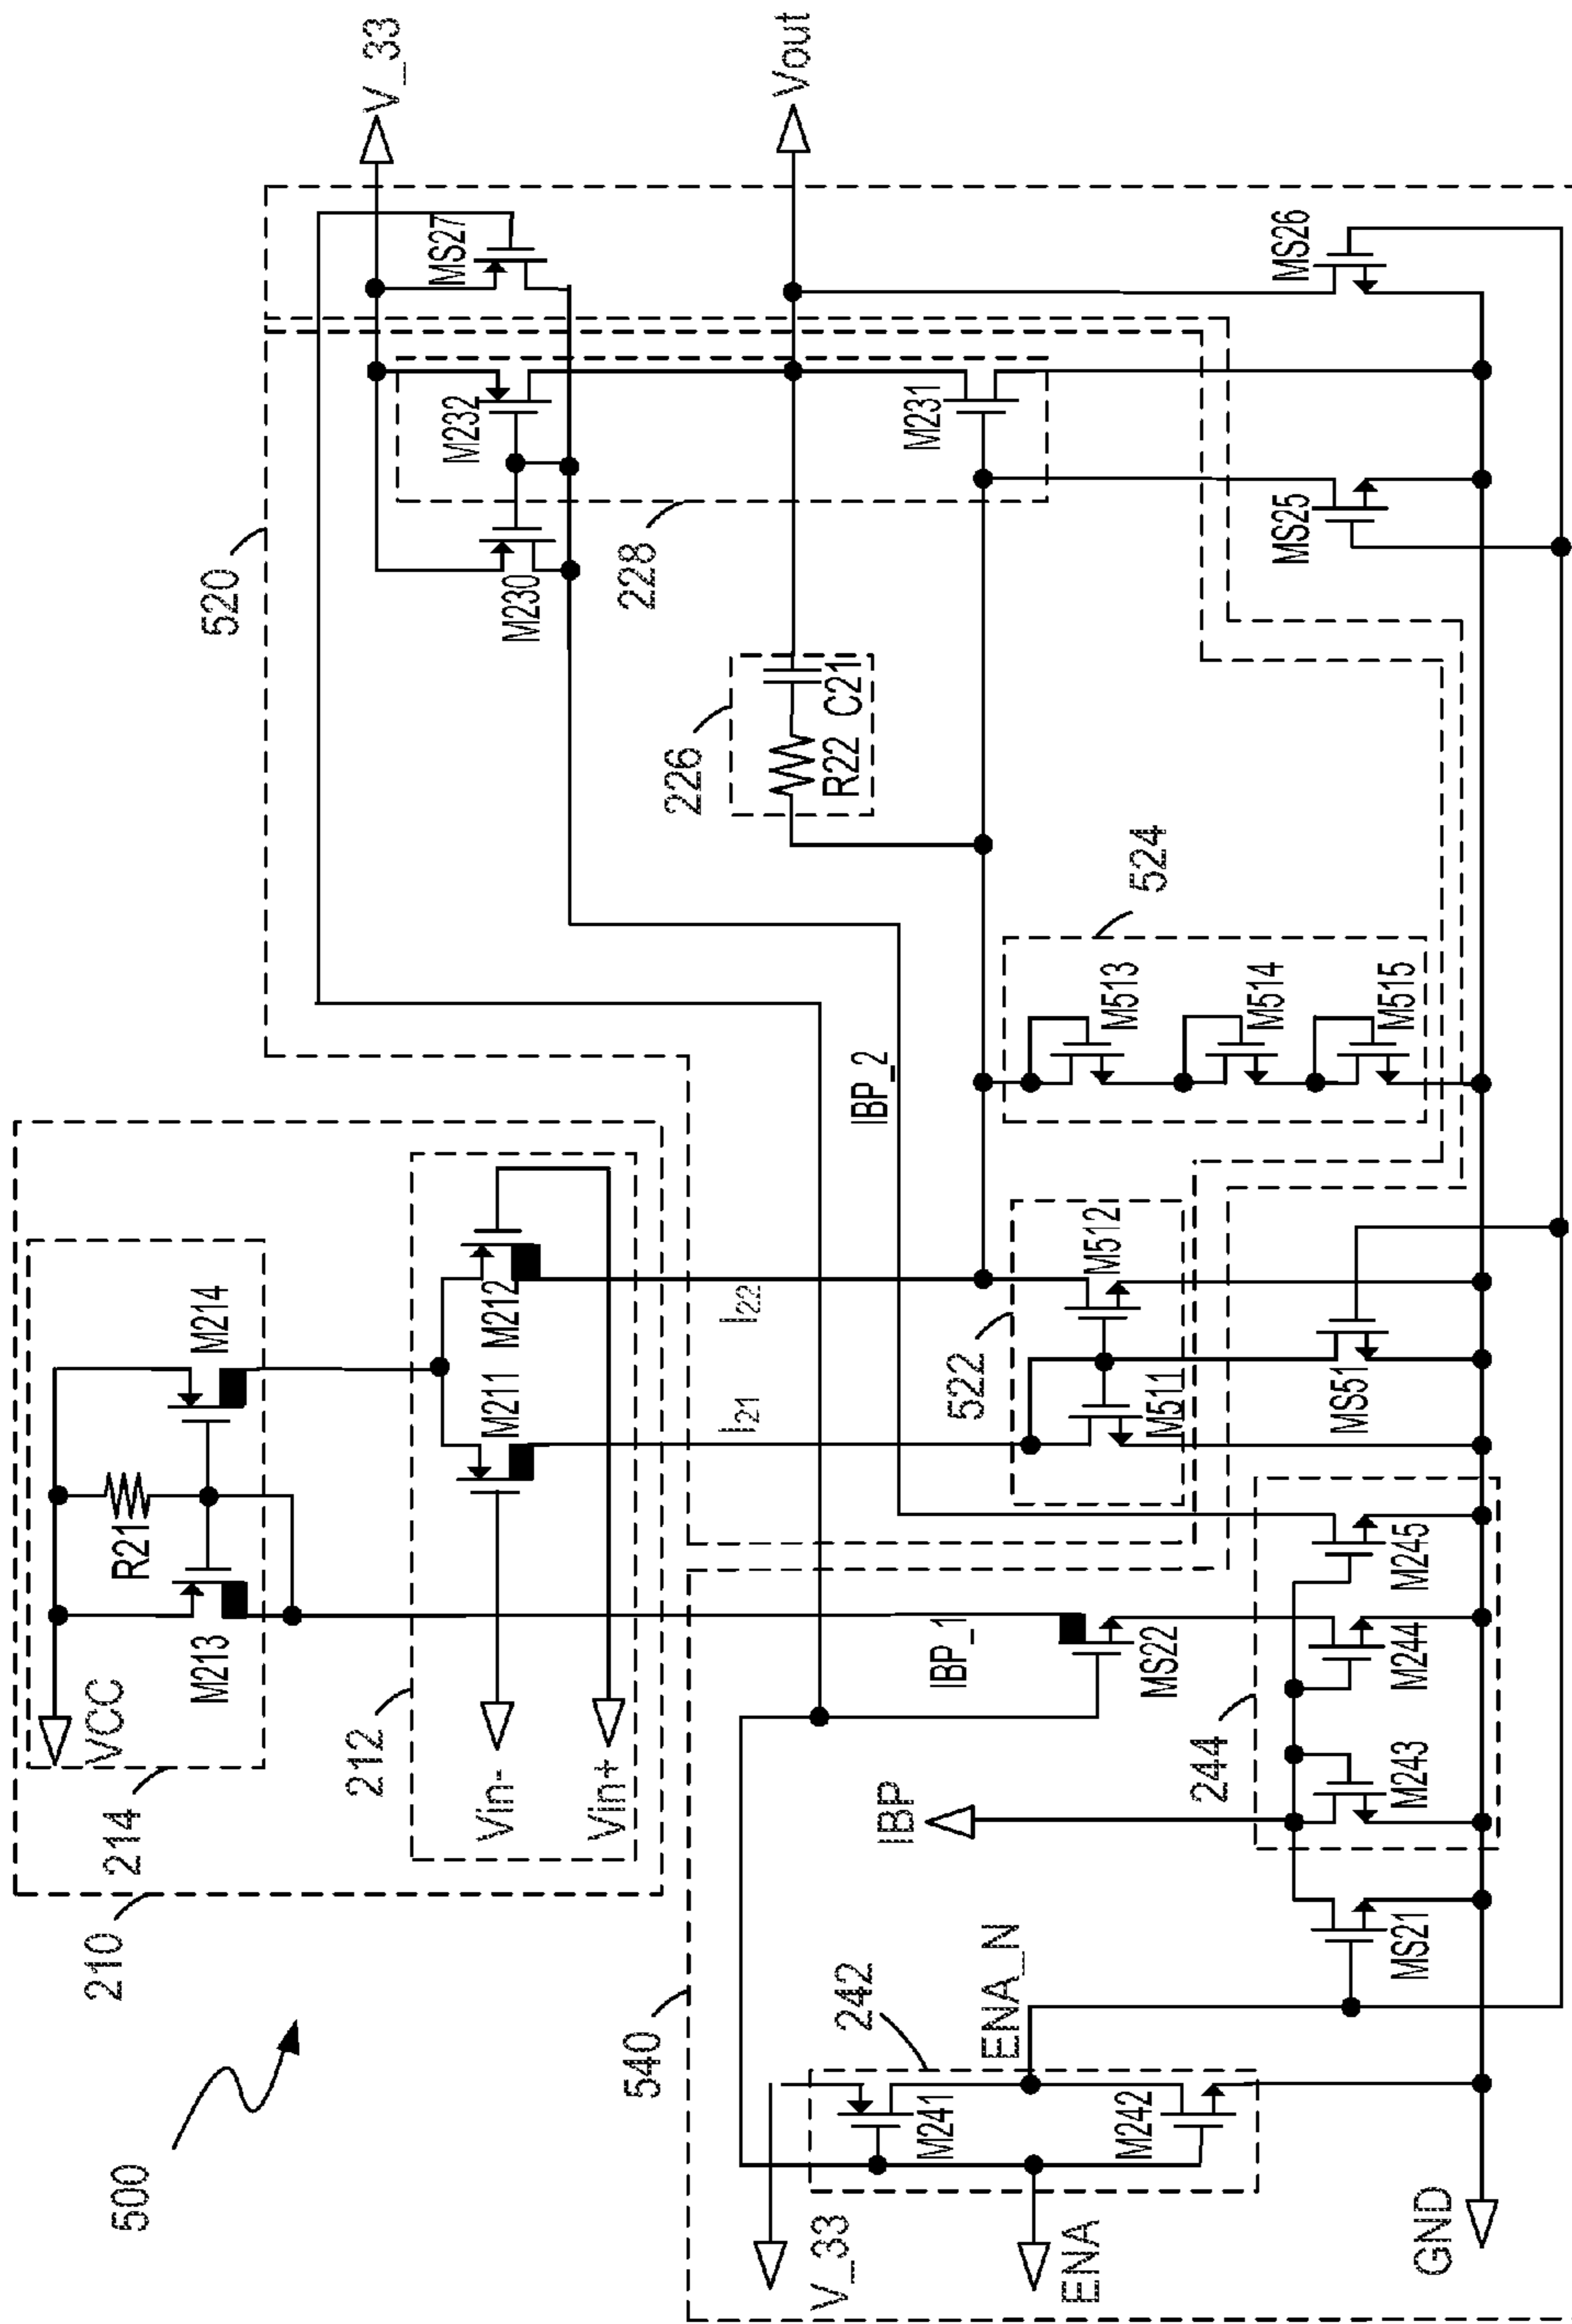 500
210
214
VCC
R21
M213
M214
212
Vin-
Vin+
M211
M212
I21
I22
520
V_33
MS27
M232
M230
228
Vout
226
R22
C21
M231
540
V_33
242
M241
M242
ENA
ENA_N
IBP
IBP_1
IBP_2
MS22
522
M511
M512
524
M513
M514
M515
244
MS21
M243
M244
M245
MS51
MS25
MS26
GND